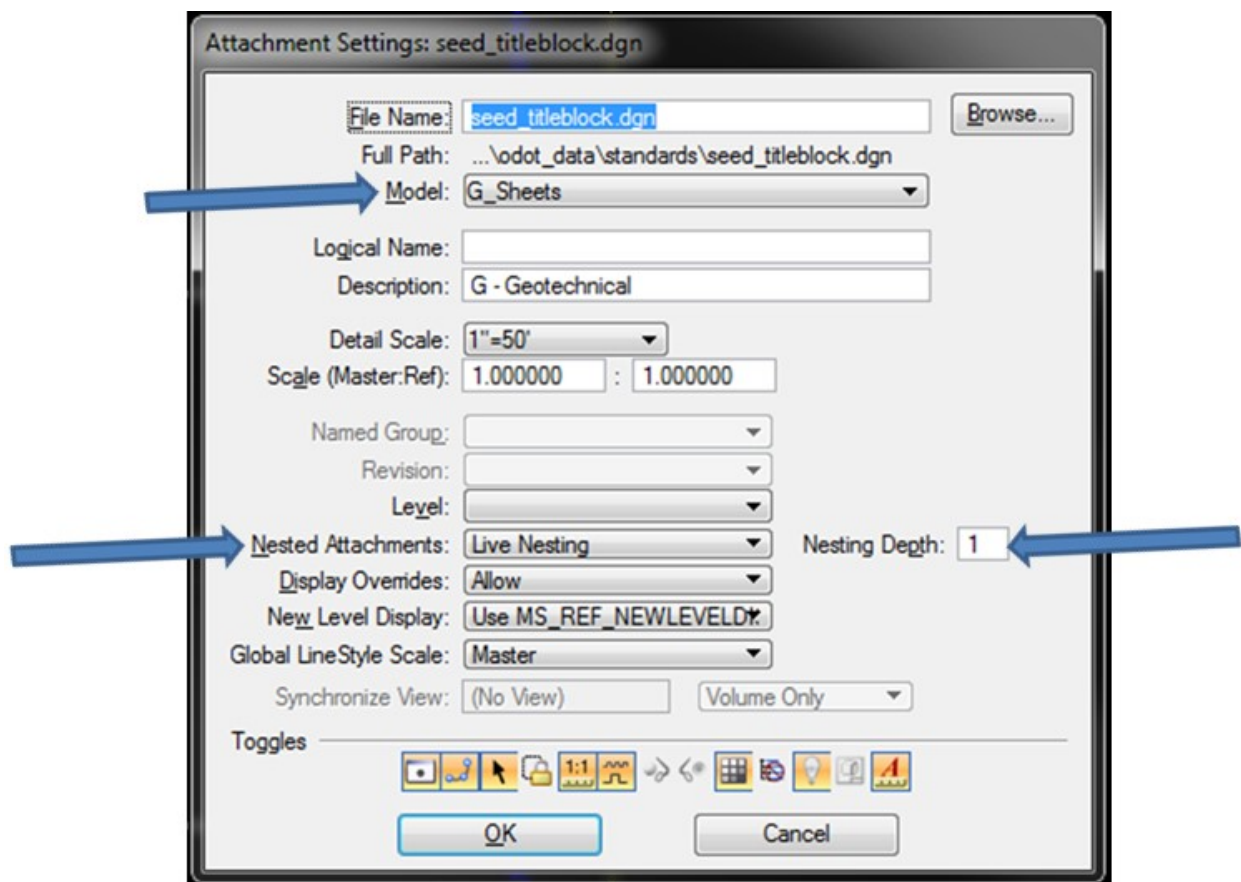 Attachment Settings: seed_titleblock.dgn
File Name: seed_titleblock.dgn Browse...
Full Path: ...\odot_data\standards\seed_titleblock.dgn
Model: G_Sheets
Logical Name:
Description: G - Geotechnical
Detail Scale: 1"=50'
Scale (Master:Ref): 1.000000 : 1.000000
Named Group:
Revision:
Level:
Nested Attachments: Live Nesting Nesting Depth: 1
Display Overrides: Allow
New Level Display: Use MS_REF_NEWLEVELDI
Global LineStyle Scale: Master
Synchronize View: (No View) Volume Only
Toggles
1:1 A
OK Cancel